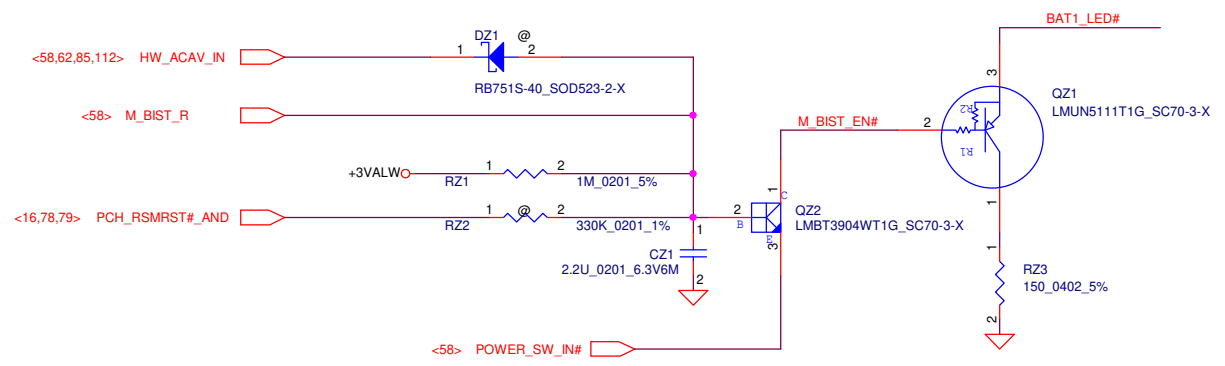 BAT1_LED#
DZ1 @
<58,62,85,112> HW_ACAV_IN 1 2
RB751S-40_SOD523-2-X
3
QZ1
LMUN5111T1G_SC70-3-X
R2
R1
<58> M_BIST_R
M_BIST_EN# 2
+3VALW 1 2
RZ1 1M_0201_5%
1
C
<16,78,79> PCH_RSMRST#_AND 1 @ 2
RZ2 330K_0201_1%
2
B
QZ2
LMBT3904WT1G_SC70-3-X
E
3
1
CZ1
2.2U_0201_6.3V6M
2
1
1
RZ3
150_0402_5%
2
<58> POWER_SW_IN#